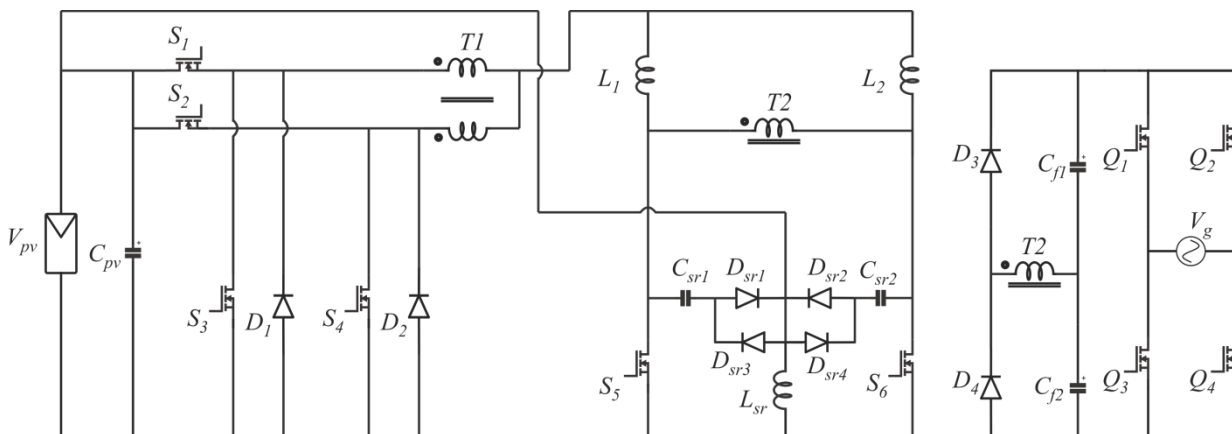 S1
T1
S2
L1
T2
L2
D3
Cf1
Q1
Q2
Vpv
Cpv
Vg
T2
Csr1
Dsr1
Dsr2
Csr2
S3
D1
S4
D2
Dsr3
Dsr4
S5
Lsr
S6
D4
Cf2
Q3
Q4